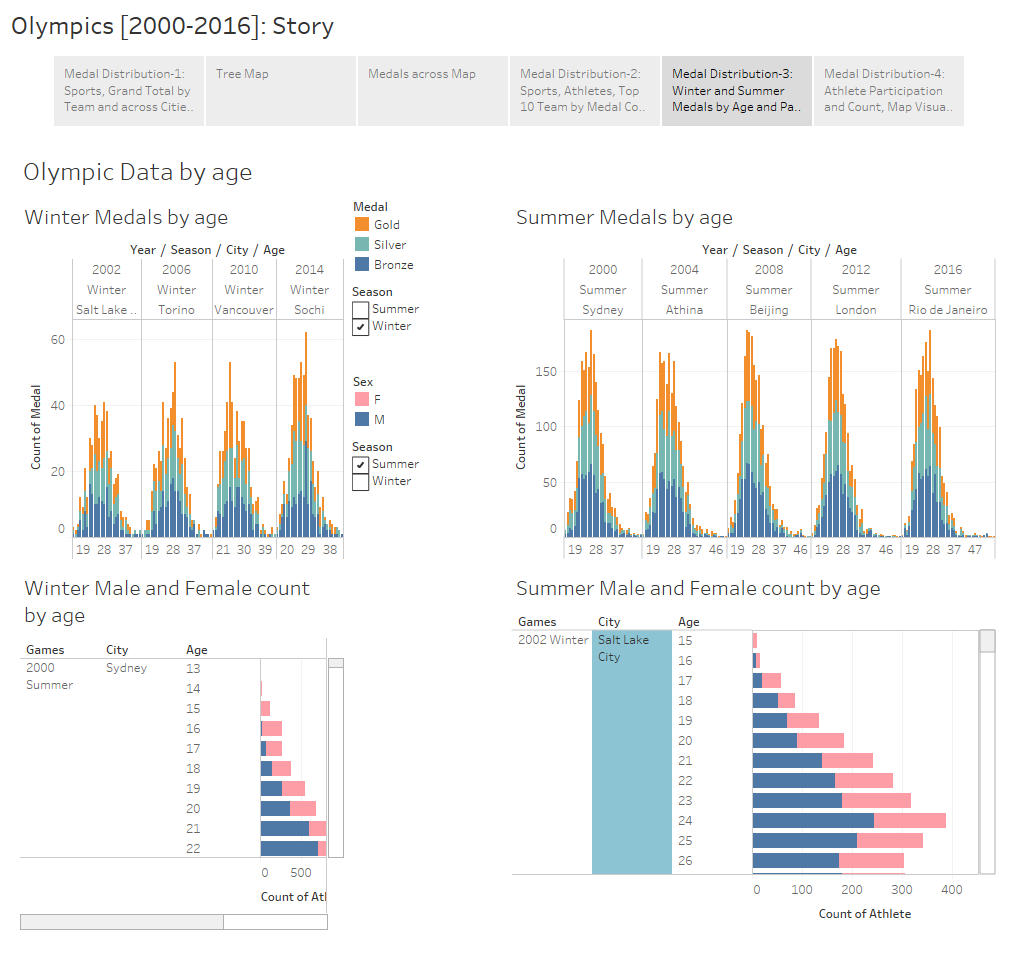 Olympics [2000-2016]: Story
Medal Distribution-1:
Sports, Grand Total by
Team and across Citie..
Tree Map
Medals across Map
Medal Distribution-2:
Sports, Athletes, Top
10 Team by Medal Co..
Medal Distribution-3:
Winter and Summer
Medals by Age and Pa..
Medal Distribution-4:
Athlete Participation
and Count, Map Visua..
Olympic Data by age
Winter Medals by age
Year / Season / City / Age
2002 2006 2010 2014
Winter Winter Winter Winter
Salt Lake .. Torino Vancouver Sochi
60
40
20
0
Count of Medal
19 28 37 19 28 37 21 30 39 20 29 38
Medal
Gold
Silver
Bronze
Season
Summer
Winter
Sex
F
M
Season
Summer
Winter
Summer Medals by age
Year / Season / City / Age
2000 2004 2008 2012 2016
Summer Summer Summer Summer Summer
Sydney Athina Beijing London Rio de Janeiro
150
100
50
0
Count of Medal
19 28 37 19 28 37 46 19 28 37 46 19 28 37 46 19 28 37 47
Winter Male and Female count
by age
Games City Age
2000 Sydney 13
Summer
14
15
16
17
18
19
20
21
22
0 500
Count of Athl
Summer Male and Female count by age
Games City Age
2002 Winter Salt Lake 15
City
16
17
18
19
20
21
22
23
24
25
26
0 100 200 300 400
Count of Athlete